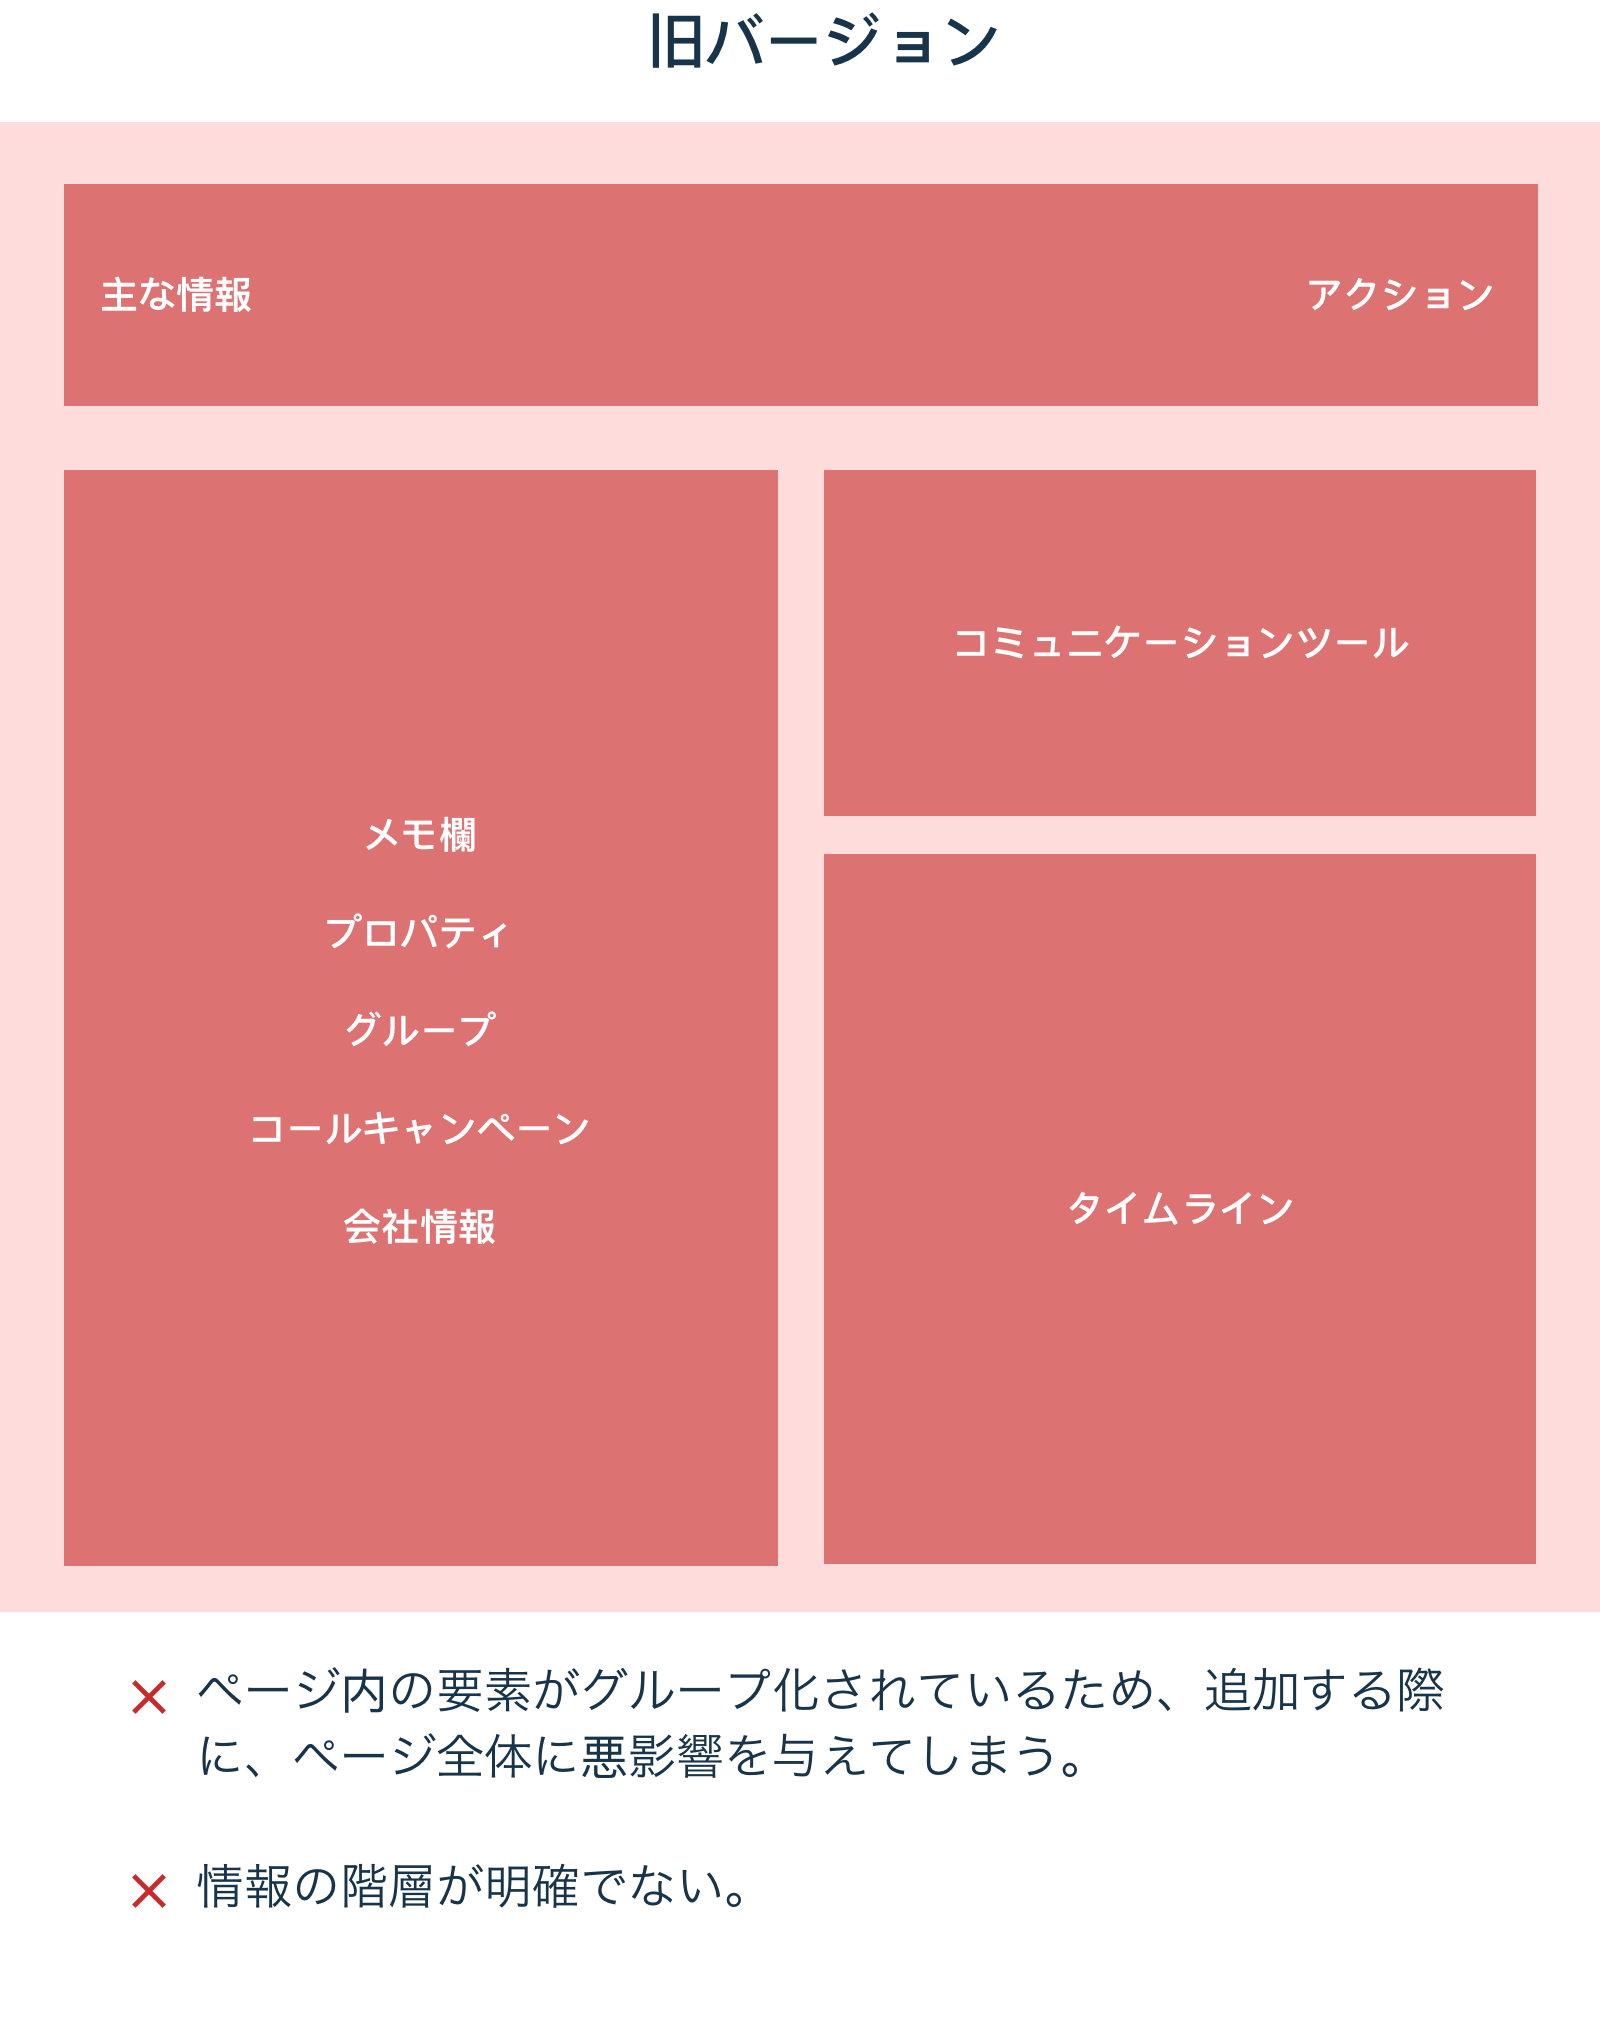 旧バージョン
主な情報
アクション
メモ欄
プロパティ
グループ
コールキャンペーン
会社情報
コミュニケーションツール
タイムライン
× ページ内の要素がグループ化されているため、追加する際
に、ページ全体に悪影響を与えてしまう。
× 情報の階層が明確でない。